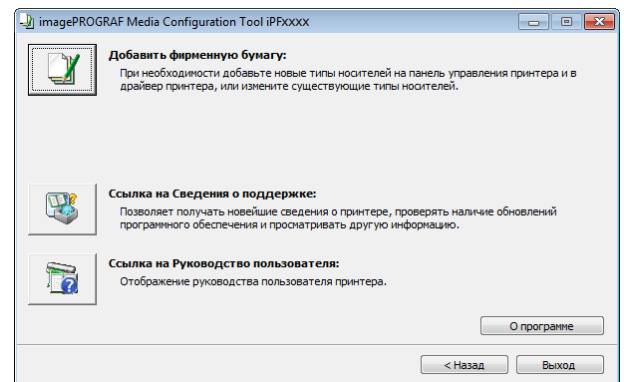 imagePROGRAF Media Configuration Tool iPFxxxx
Добавить фирменную бумагу:
При необходимости добавьте новые типы носителей на панель управления принтера и в
драйвер принтера, или измените существующие типы носителей.
Ссылка на Сведения о поддержке:
Позволяет получать новейшие сведения о принтере, проверять наличие обновлений
программного обеспечения и просматривать другую информацию.
Ссылка на Руководство пользователя:
Отображение руководства пользователя принтера.
О программе
< Назад
Выход